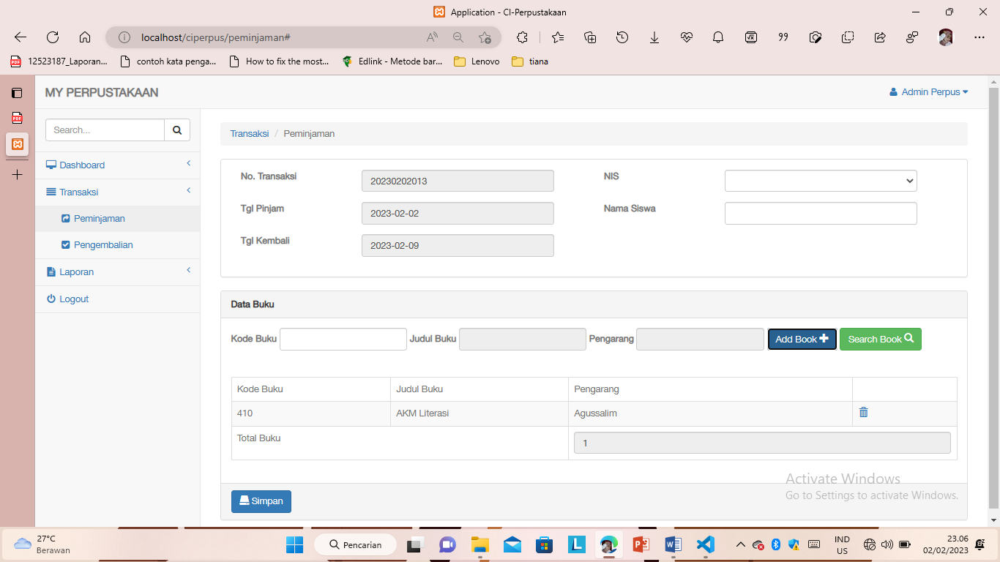 Application - CI-Perpustakaan
localhost/ciperpus/peminjaman#
12523187_Laporan...
contoh kata penga...
How to fix the most...
Edlink - Metode bar...
Lenovo
tiana
MY PERPUSTAKAAN
Admin Perpus
Search...
Dashboard
Transaksi
Peminjaman
Pengembalian
Laporan
Logout
Transaksi / Peminjaman
No. Transaksi
20230202013
NIS
Tgl Pinjam
2023-02-02
Nama Siswa
Tgl Kembali
2023-02-09
Data Buku
Kode Buku
Judul Buku
Pengarang
Add Book
Search Book
Kode Buku
Judul Buku
Pengarang
410
AKM Literasi
Agussalim
Total Buku
1
Activate Windows
Go to Settings to activate Windows.
Simpan
27°C
Berawan
Pencarian
IND
US
23.06
02/02/2023